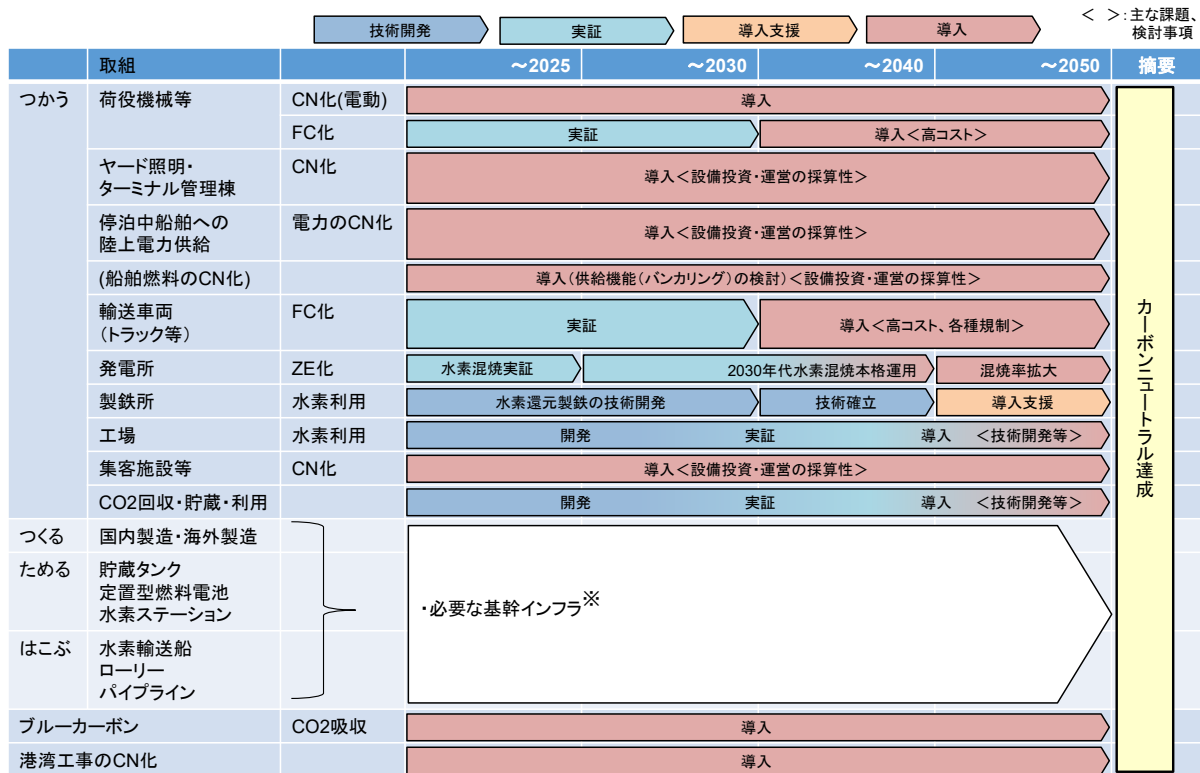 < >:主な課題、
検討事項
技術開発
実証
導入支援
導入
取組
～2025
～2030
～2040
～2050
摘要
つかう
荷役機械等
CN化(電動)
導入
FC化
実証
導入＜高コスト＞
ヤード照明・
ターミナル管理棟
CN化
導入＜設備投資・運営の採算性＞
停泊中船舶への
陸上電力供給
電力のCN化
導入＜設備投資・運営の採算性＞
(船舶燃料のCN化)
導入(供給機能(バンカリング)の検討)＜設備投資・運営の採算性＞
輸送車両
(トラック等)
FC化
実証
導入＜高コスト、各種規制＞
発電所
ZE化
水素混焼実証
2030年代水素混焼本格運用
混焼率拡大
製鉄所
水素利用
水素還元製鉄の技術開発
技術確立
導入支援
工場
水素利用
開発
実証
導入 ＜技術開発等＞
集客施設等
CN化
導入＜設備投資・運営の採算性＞
CO2回収・貯蔵・利用
開発
実証
導入 ＜技術開発等＞
つくる
国内製造・海外製造
ためる
貯蔵タンク
定置型燃料電池
水素ステーション
・必要な基幹インフラ※
はこぶ
水素輸送船
ローリー
パイプライン
ブルーカーボン
CO2吸収
導入
港湾工事のCN化
導入
カーボンニュートラル達成